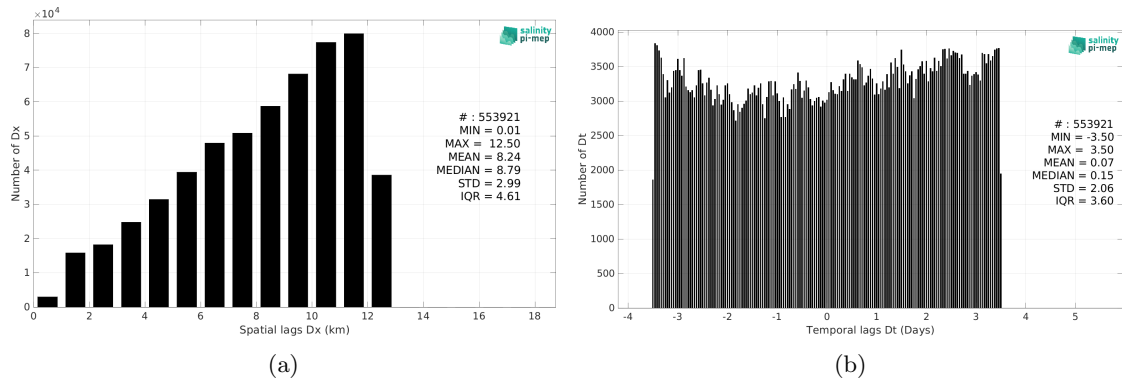 ×10^4
8
7
6
5
4
3
2
1
0
Number of Dx
0 2 4 6 8 10 12 14 16 18
Spatial lags Dx (km)
salinity
pi-mep
# : 553921
MIN = 0.01
MAX = 12.50
MEAN = 8.24
MEDIAN = 8.79
STD = 2.99
IQR = 4.61
(a)
4000
3500
3000
2500
2000
1500
1000
500
0
Number of Dt
-4 -3 -2 -1 0 1 2 3 4 5
Temporal lags Dt (Days)
salinity
pi-mep
# : 553921
MIN = -3.50
MAX = 3.50
MEAN = 0.07
MEDIAN = 0.15
STD = 2.06
IQR = 3.60
(b)